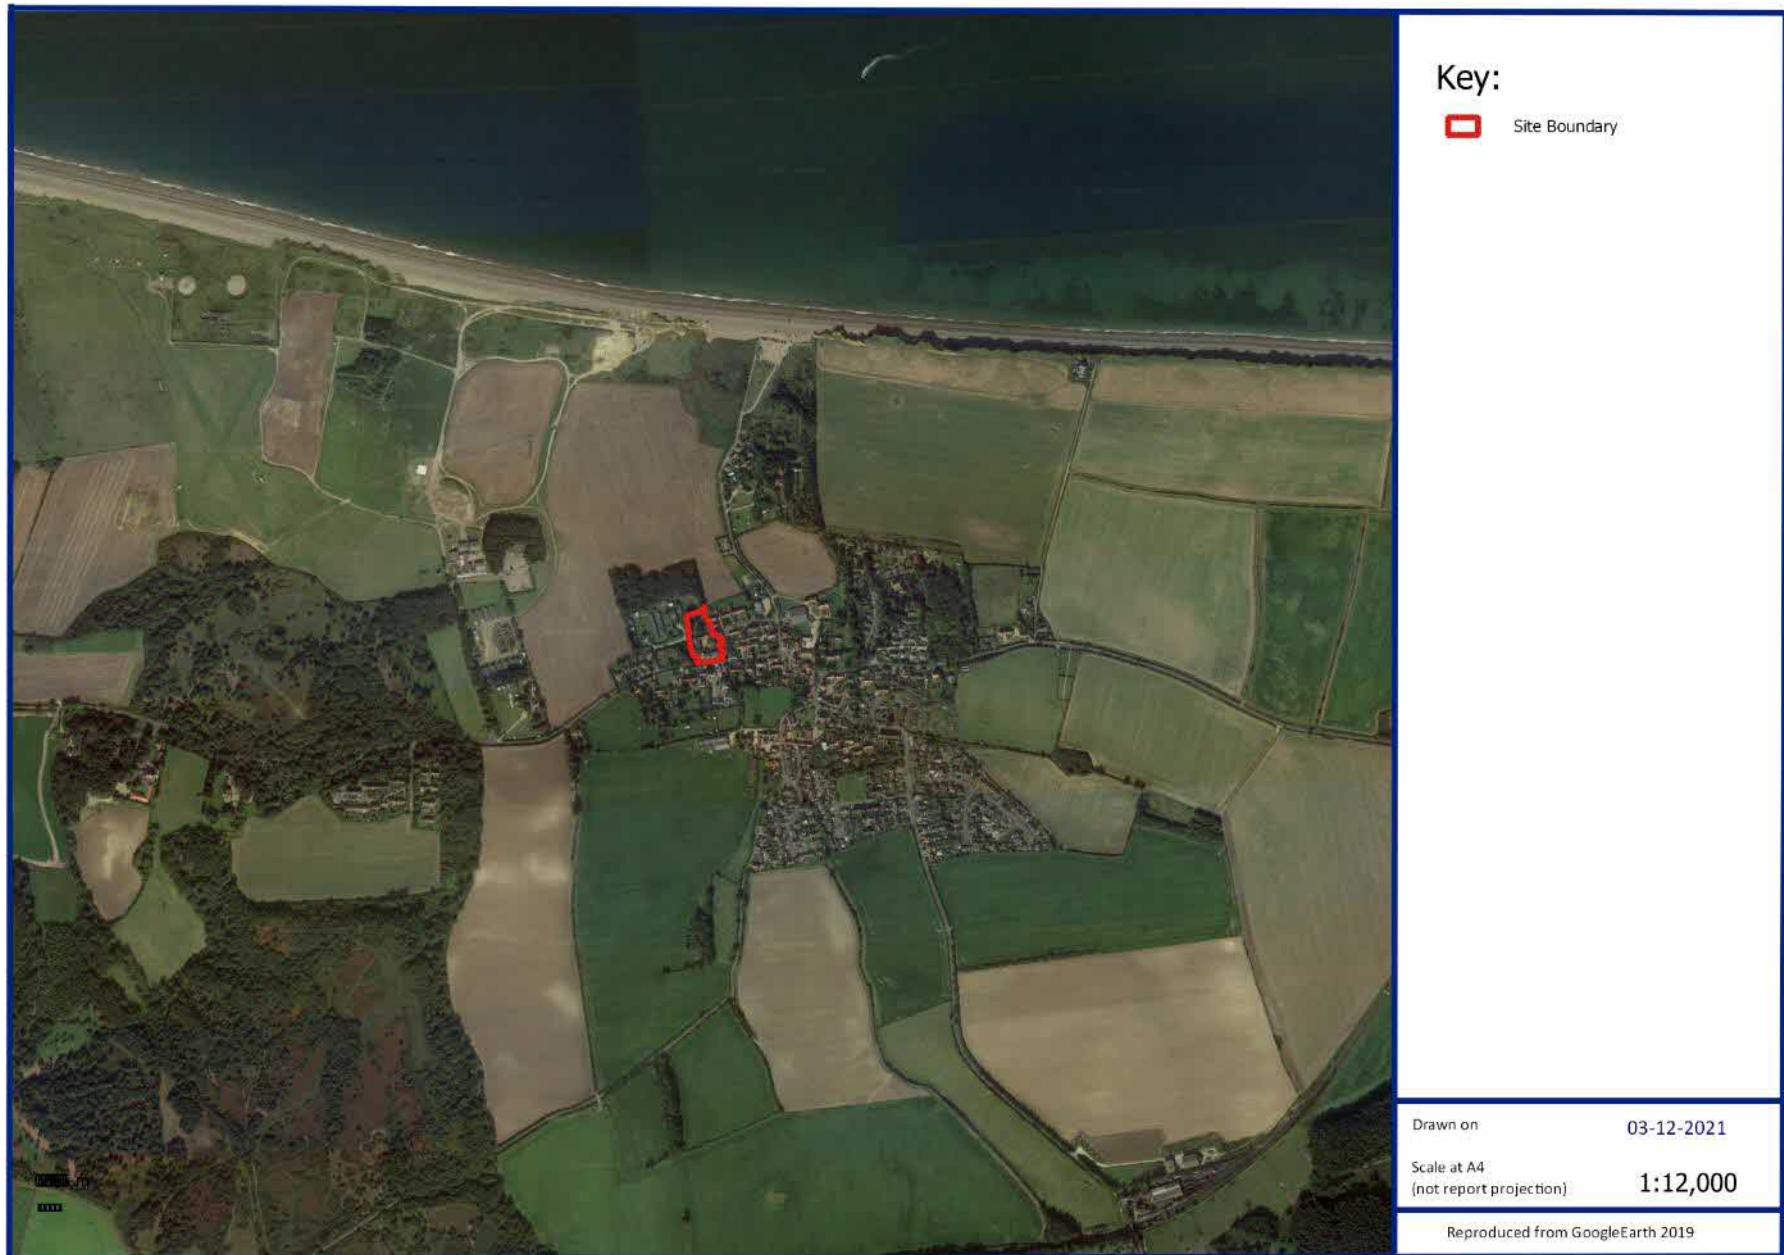 Key:
Site Boundary
Drawn on
03-12-2021
Scale at A4
(not report projection)
1:12,000
Reproduced from GoogleEarth 2019